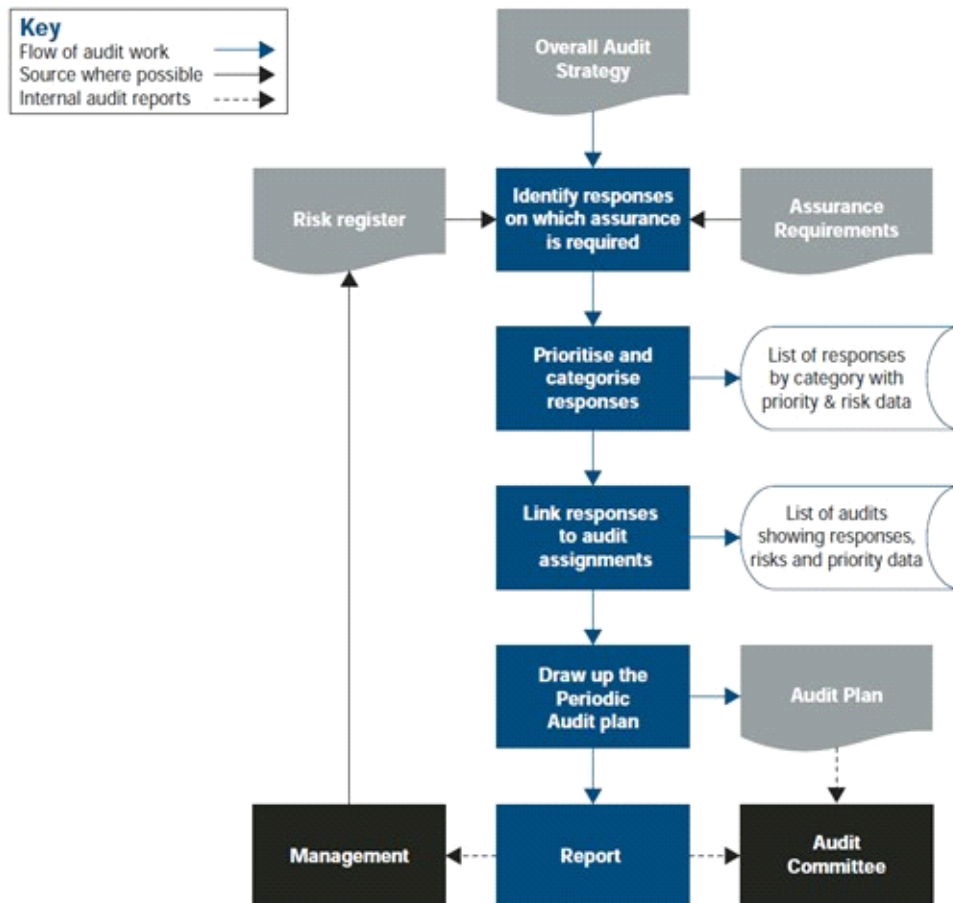 Key
Flow of audit work
Source where possible
Internal audit reports
Overall Audit
Strategy
Risk register
Identify responses
on which assurance
is required
Assurance
Requirements
Prioritise and
categorise
responses
List of responses
by category with
priority & risk data
Link responses
to audit
assignments
List of audits
showing responses,
risks and priority data
Draw up the
Periodic
Audit plan
Audit Plan
Management
Report
Audit
Committee